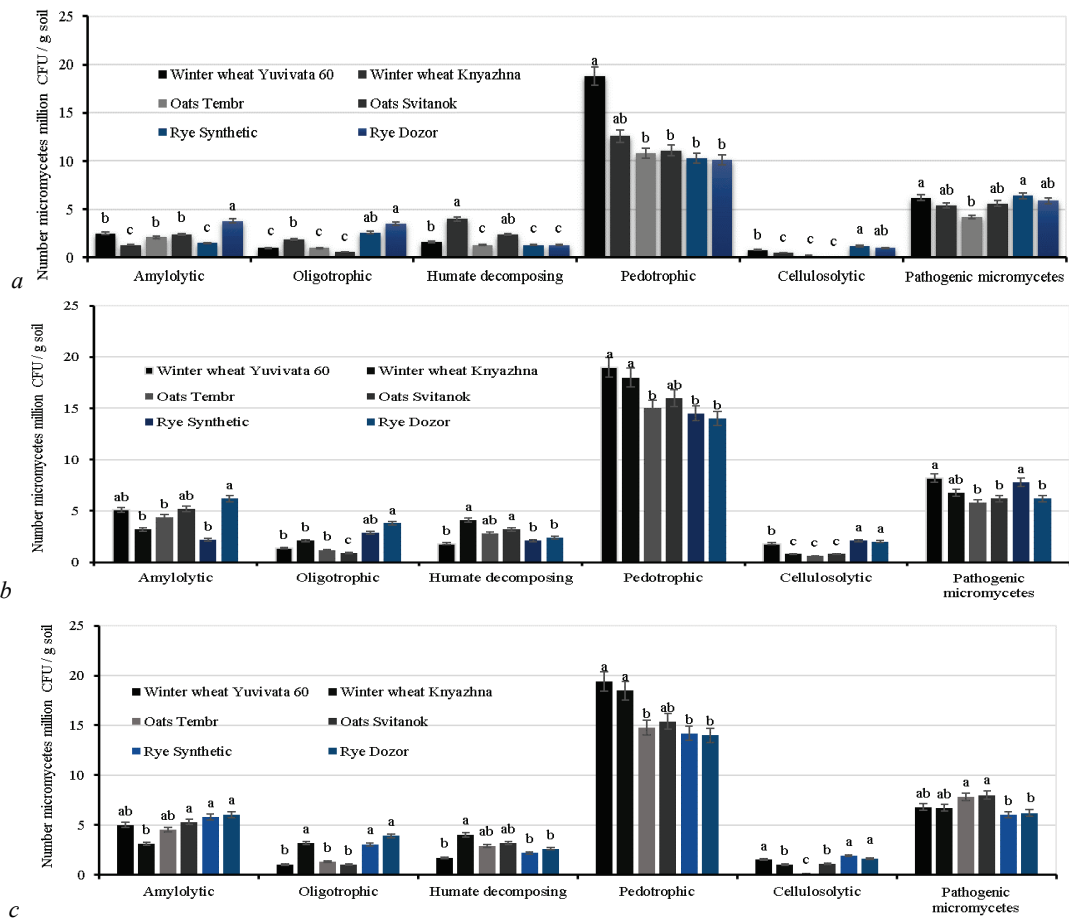 Number micromycetes million CFU / g soil
25
20
15
10
5
0
Winter wheat Yuvivata 60 Winter wheat Knyazhna
Oats Tembr Oats Svitanok
Rye Synthetic Rye Dozor
b c b b c a
c b c c ab a
c a c ab c c
a ab b b b b
b c c c a ab
a ab b ab a ab
Amylolytic Oligotrophic Humate decomposing Pedotrophic Cellulosolytic Pathogenic micromycetes
a
Number micromycetes million CFU / g soil
25
20
15
10
5
0
Winter wheat Yuvivata 60 Winter wheat Knyazhna
Oats Tembr Oats Svitanok
Rye Synthetic Rye Dozor
ab b b ab b a
b b b c ab a
b a ab a b b
a a b ab b b
b c c c a a
a ab b b a b
Amylolytic Oligotrophic Humate decomposing Pedotrophic Cellulosolytic Pathogenic
micromycetes
b
Number micromycetes million CFU / g soil
25
20
15
10
5
0
Winter wheat Yuvivata 60 Winter wheat Knyazhna
Oats Tembr Oats Svitanok
Rye Synthetic Rye Dozor
ab b ab a a a
b a b b a a
b a ab ab b b
a a b ab b b
a b c b a a
ab ab a a b b
Amylolytic Oligotrophic Humate decomposing Pedotrophic Cellulosolytic Pathogenic
micromycetes
c